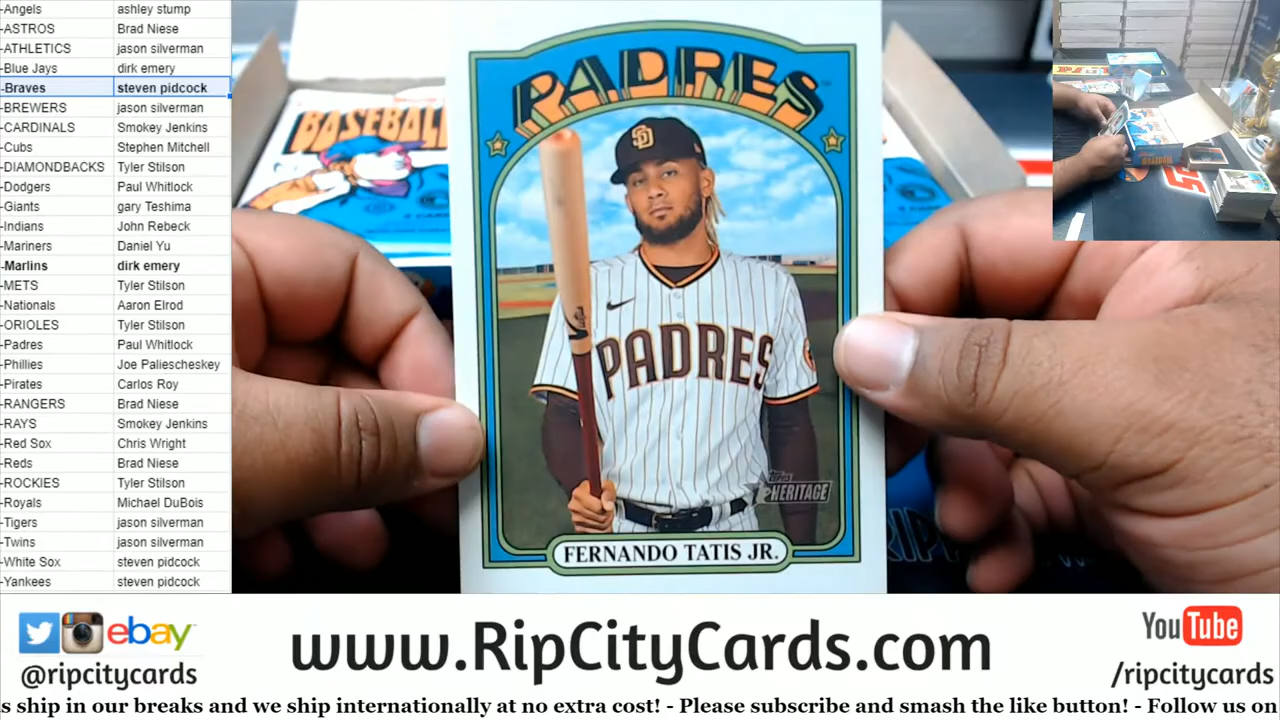 -Angels ashley stump
-ASTROS Brad Niese
-ATHLETICS jason silverman
-Blue Jays dirk emery
-Braves steven pidcock
-BREWERS jason silverman
-CARDINALS Smokey Jenkins
-Cubs Stephen Mitchell
-DIAMONDBACKS Tyler Stilson
-Dodgers Paul Whitlock
-Giants gary Teshima
-Indians John Rebeck
-Mariners Daniel Yu
-Marlins dirk emery
-METS Tyler Stilson
-Nationals Aaron Elrod
-ORIOLES Tyler Stilson
-Padres Paul Whitlock
-Phillies Joe Paliescheskey
-Pirates Carlos Roy
-RANGERS Brad Niese
-RAYS Smokey Jenkins
-Red Sox Chris Wright
-Reds Brad Niese
-ROCKIES Tyler Stilson
-Royals Michael DuBois
-Tigers jason silverman
-Twins jason silverman
-White Sox steven pidcock
-Yankees steven pidcock
BASEBALL
PADRES
SD
PADRES
Topps
HERITAGE
FERNANDO TATIS JR.
ebay
@ripcitycards
www.RipCityCards.com
YouTube
/ripcitycards
s ship in our breaks and we ship internationally at no extra cost! - Please subscribe and smash the like button! - Follow us on